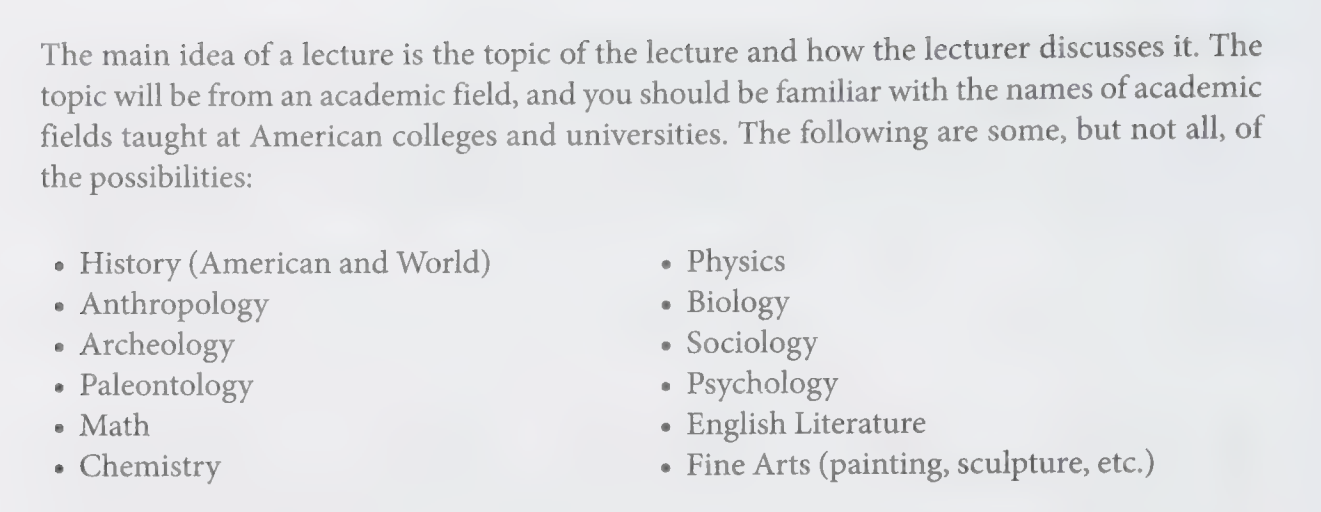 The main idea of a lecture is the topic of the lecture and how the lecturer discusses it. The
topic will be from an academic field, and you should be familiar with the names of academic
fields taught at American colleges and universities. The following are some, but not all, of
the possibilities:
• History (American and World)
• Anthropology
• Archeology
• Paleontology
• Math
• Chemistry
• Physics
• Biology
• Sociology
• Psychology
• English Literature
• Fine Arts (painting, sculpture, etc.)